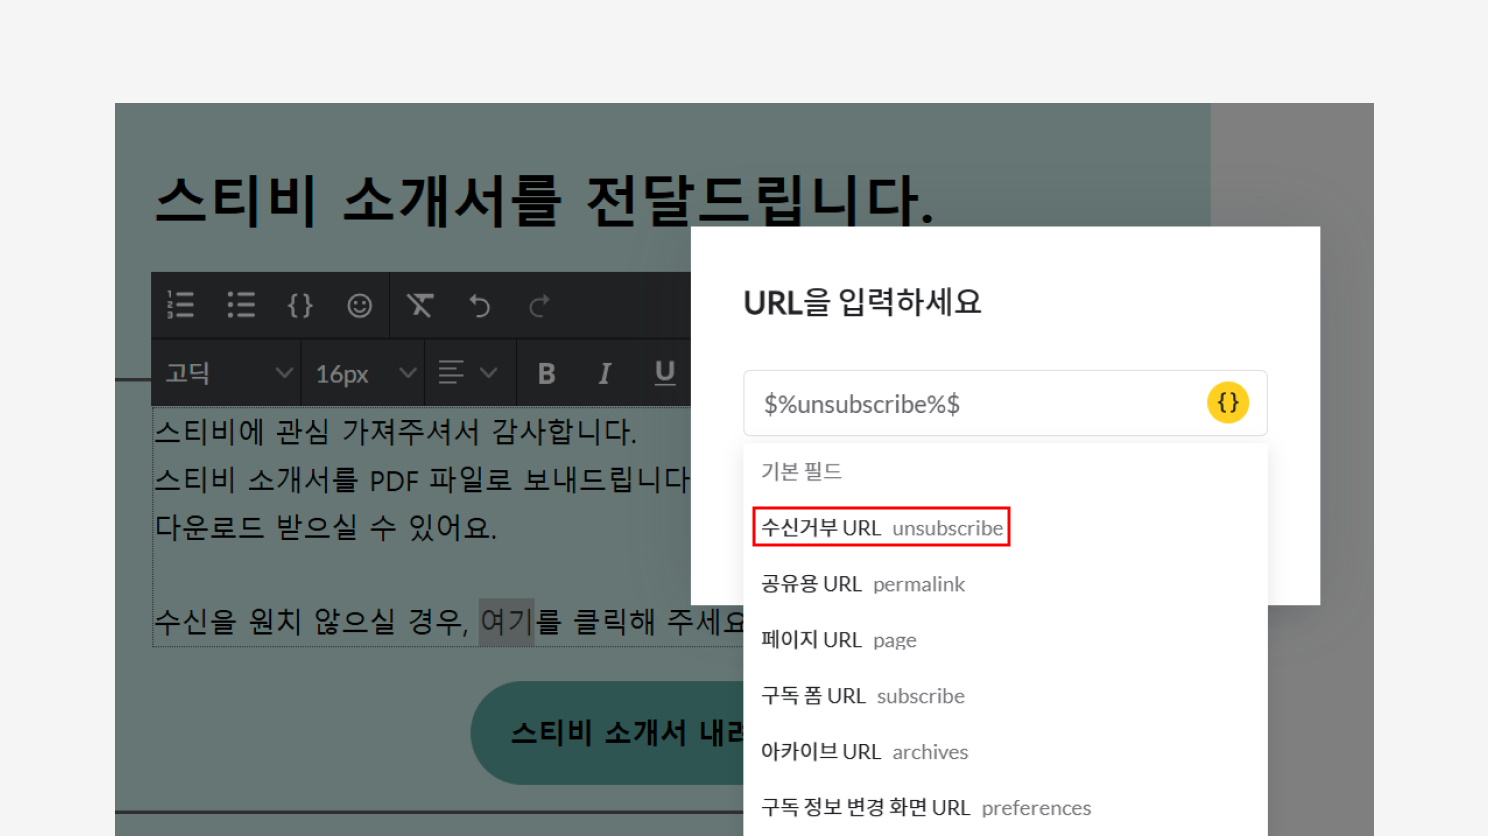 스티비 소개서를 전달드립니다.
고딕
16px
B
I
U
스티비에 관심 가져주셔서 감사합니다.
스티비 소개서를 PDF 파일로 보내드립니다
다운로드 받으실 수 있어요.
수신을 원치 않으실 경우, 여기를 클릭해 주세요
스티비 소개서
URL을 입력하세요
$%unsubscribe%$
{}
기본 필드
수신거부 URL unsubscribe
공유용 URL permalink
페이지 URL page
구독 폼 URL subscribe
아카이브 URL archives
구독 정보 변경 화면 URL preferences